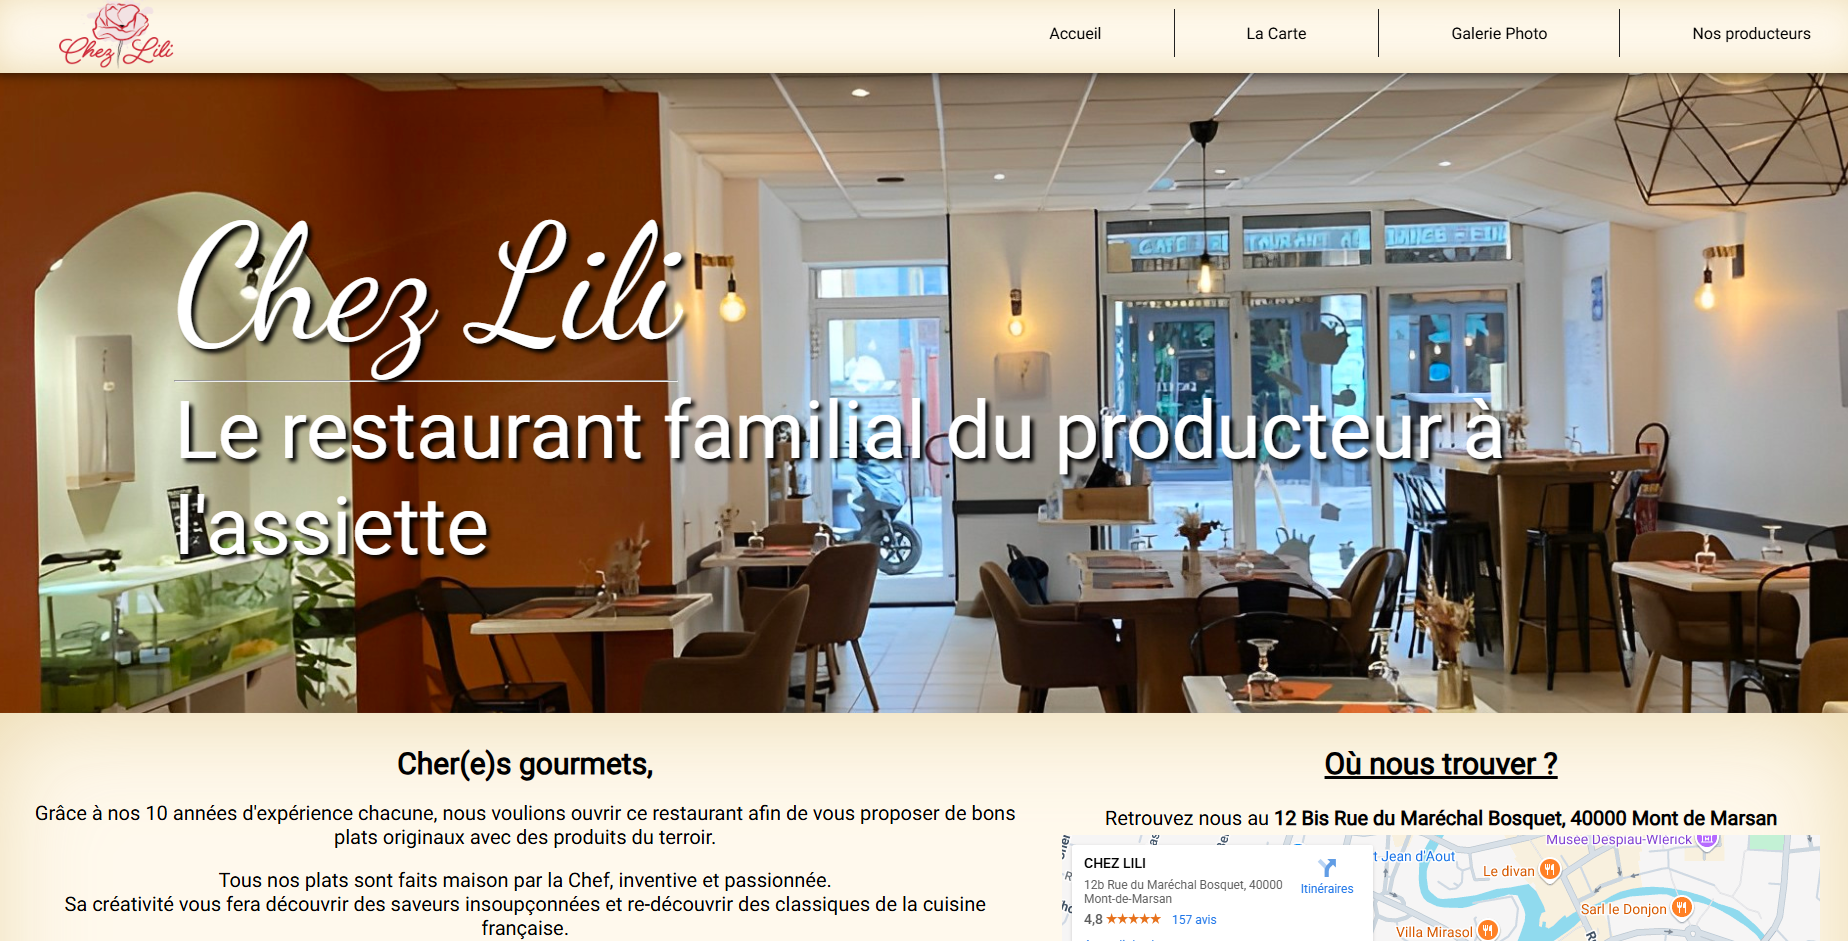 Chez Lili
Accueil
La Carte
Galerie Photo
Nos producteurs
Chez Lili
Le restaurant familial du producteur à
l'assiette
Cher(e)s gourmets,
Grâce à nos 10 années d'expérience chacune, nous voulions ouvrir ce restaurant afin de vous proposer de bons
plats originaux avec des produits du terroir.
Tous nos plats sont faits maison par la Chef, inventive et passionnée.
Sa créativité vous fera découvrir des saveurs insoupçonnées et re-découvrir des classiques de la cuisine
française.
Où nous trouver ?
Retrouvez nous au 12 Bis Rue du Maréchal Bosquet, 40000 Mont de Marsan
CHEZ LILI
12b Rue du Maréchal Bosquet, 40000
Mont-de-Marsan
4,8
157 avis
Itinéraires
Musée Despiau-Wlérick
t Jean d'Aout
Le divan
Sarl le Donjon
Villa Mirasol